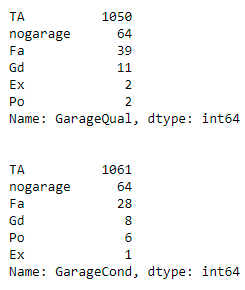 TA 1050
nogarage 64
Fa 39
Gd 11
Ex 2
Po 2
Name: GarageQual, dtype: int64
TA 1061
nogarage 64
Fa 28
Gd 8
Po 6
Ex 1
Name: GarageCond, dtype: int64